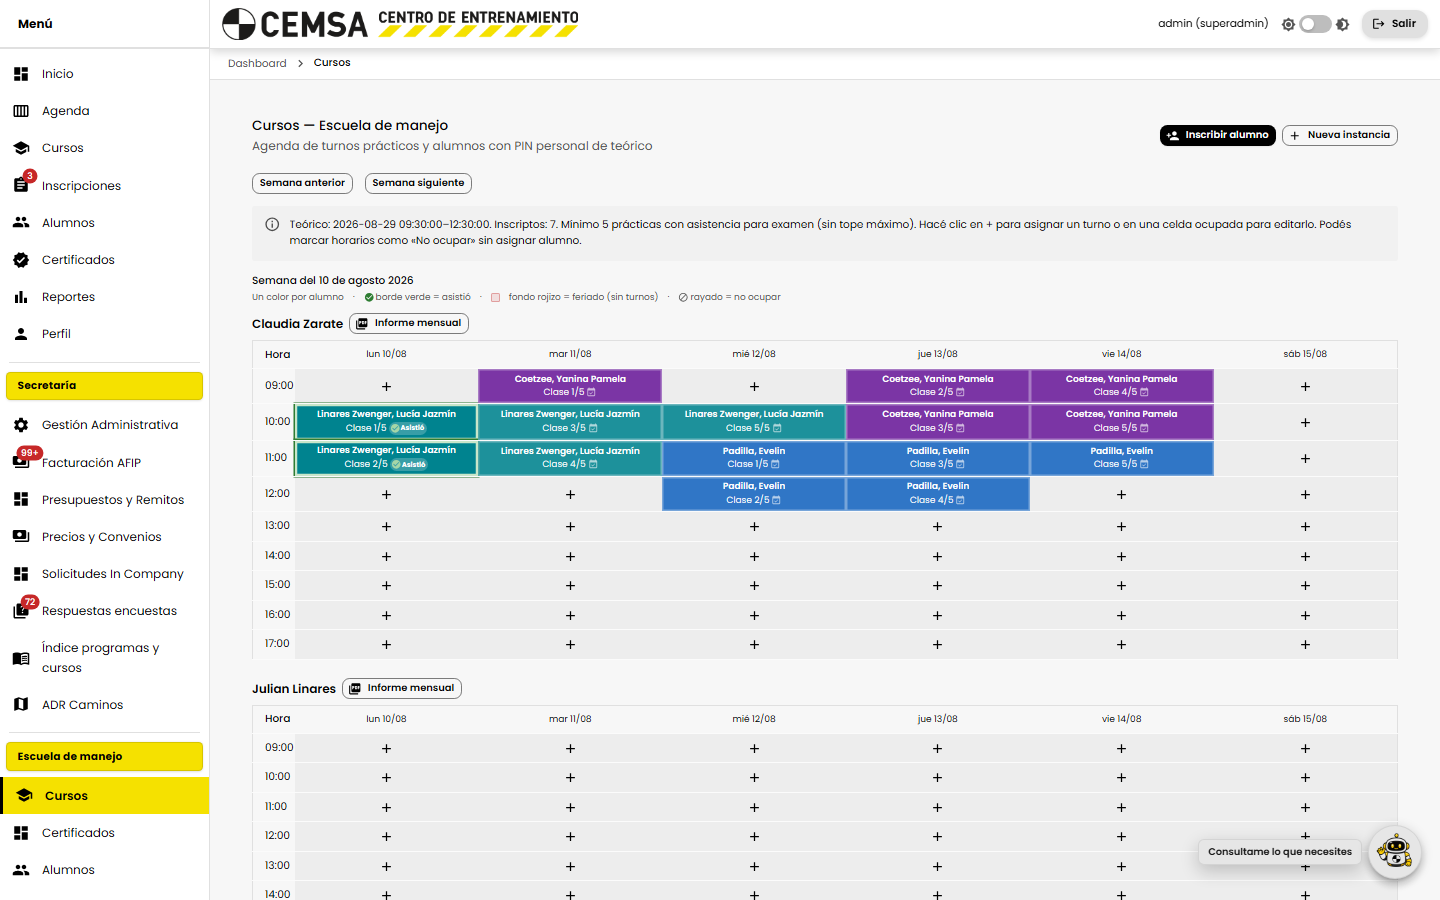 Menú
CEMSA CENTRO DE ENTRENAMIENTO
admin (superadmin)
Salir
Dashboard > Cursos
Inicio
Agenda
Cursos
3
Inscripciones
Alumnos
Certificados
Reportes
Perfil
Secretaría
Gestión Administrativa
99+
Facturación AFIP
Presupuestos y Remitos
Precios y Convenios
Solicitudes In Company
72
Respuestas encuestas
Índice programas y
cursos
ADR Caminos
Escuela de manejo
Cursos
Certificados
Alumnos
Cursos — Escuela de manejo
Agenda de turnos prácticos y alumnos con PIN personal de teórico
Inscribir alumno
+ Nueva instancia
Semana anterior
Semana siguiente
Teórico: 2026-08-29 09:30:00–12:30:00. Inscriptos: 7. Mínimo 5 prácticas con asistencia para examen (sin tope máximo). Hacé clic en + para asignar un turno o en una celda ocupada para editarlo. Podés
marcar horarios como «No ocupar» sin asignar alumno.
Semana del 10 de agosto 2026
Un color por alumno · borde verde = asistió · fondo rojizo = feriado (sin turnos) · rayado = no ocupar
Claudia Zarate
PDF Informe mensual
Hora lun 10/08 mar 11/08 mié 12/08 jue 13/08 vie 14/08 sáb 15/08
09:00 + Coetzee, Yanina Pamela + Coetzee, Yanina Pamela Coetzee, Yanina Pamela +
Clase 1/5 Clase 2/5 Clase 4/5
10:00 Linares Zwenger, Lucía Jazmín Linares Zwenger, Lucía Jazmín Linares Zwenger, Lucía Jazmín Coetzee, Yanina Pamela Coetzee, Yanina Pamela +
Clase 1/5 Asistió Clase 3/5 Clase 5/5 Clase 3/5 Clase 5/5
11:00 Linares Zwenger, Lucía Jazmín Linares Zwenger, Lucía Jazmín Padilla, Evelin Padilla, Evelin Padilla, Evelin +
Clase 2/5 Asistió Clase 4/5 Clase 1/5 Clase 3/5 Clase 5/5
12:00 + + Padilla, Evelin Padilla, Evelin + +
Clase 2/5 Clase 4/5
13:00 + + + + + +
14:00 + + + + + +
15:00 + + + + + +
16:00 + + + + + +
17:00 + + + + + +
Julian Linares
PDF Informe mensual
Hora lun 10/08 mar 11/08 mié 12/08 jue 13/08 vie 14/08 sáb 15/08
09:00 + + + + + +
10:00 + + + + + +
11:00 + + + + + +
12:00 + + + + + +
13:00 + + + + + +
14:00 + + + + + +
Consultame lo que necesites